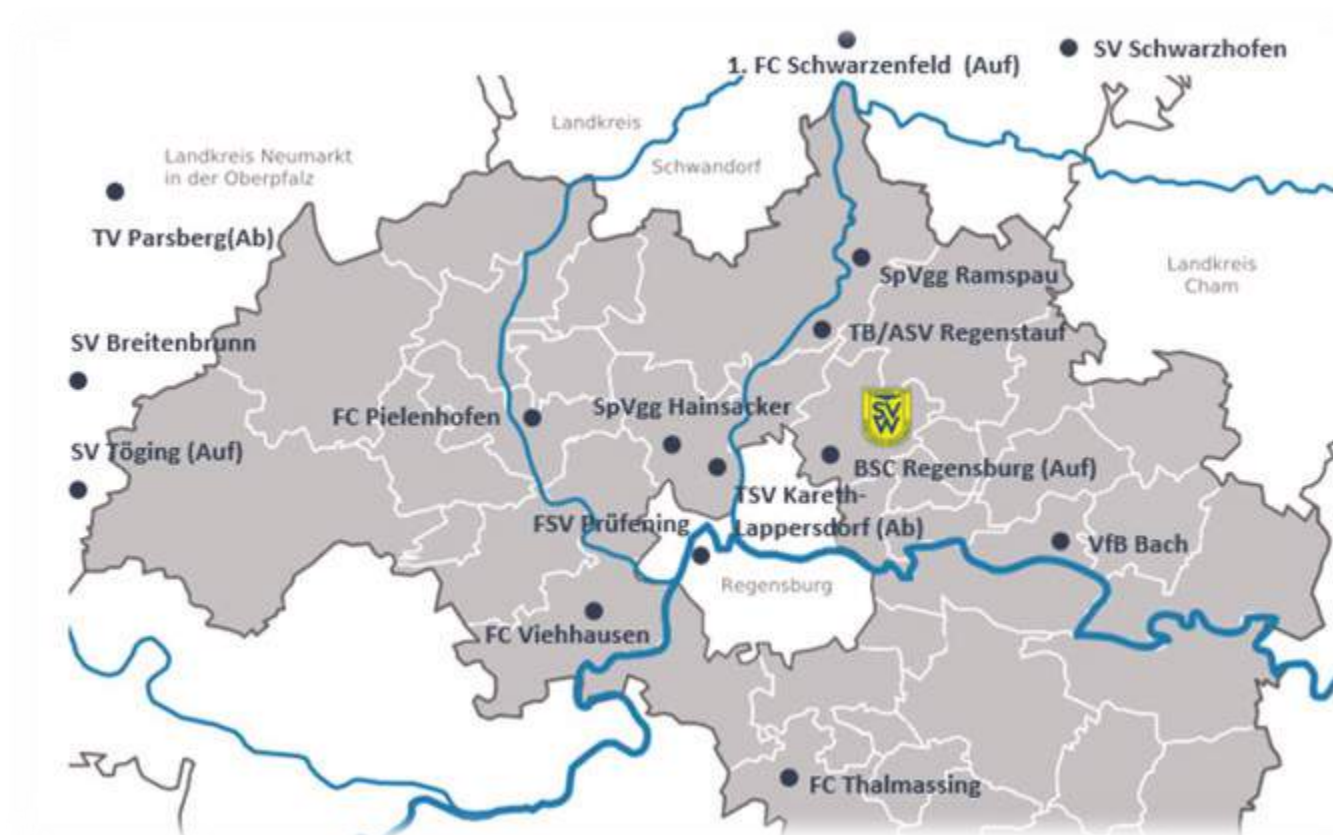 SV Schwarzhofen
1. FC Schwarzenfeld (Auf)
Landkreis
Schwandorf
Landkreis Neumarkt
in der Oberpfalz
TV Parsberg(Ab)
Landkreis
Cham
SpVgg Ramspau
TB/ASV Regenstauf
SV Breitenbrunn
SpVgg Hainsacker
FC Pielenhofen
SV
W
SV Töging (Auf)
BSC Regensburg (Auf)
TSV Kareth-
Lappersdorf (Ab)
FSV Prüfening
VfB Bach
Regensburg
FC Viehhausen
FC Thalmassing